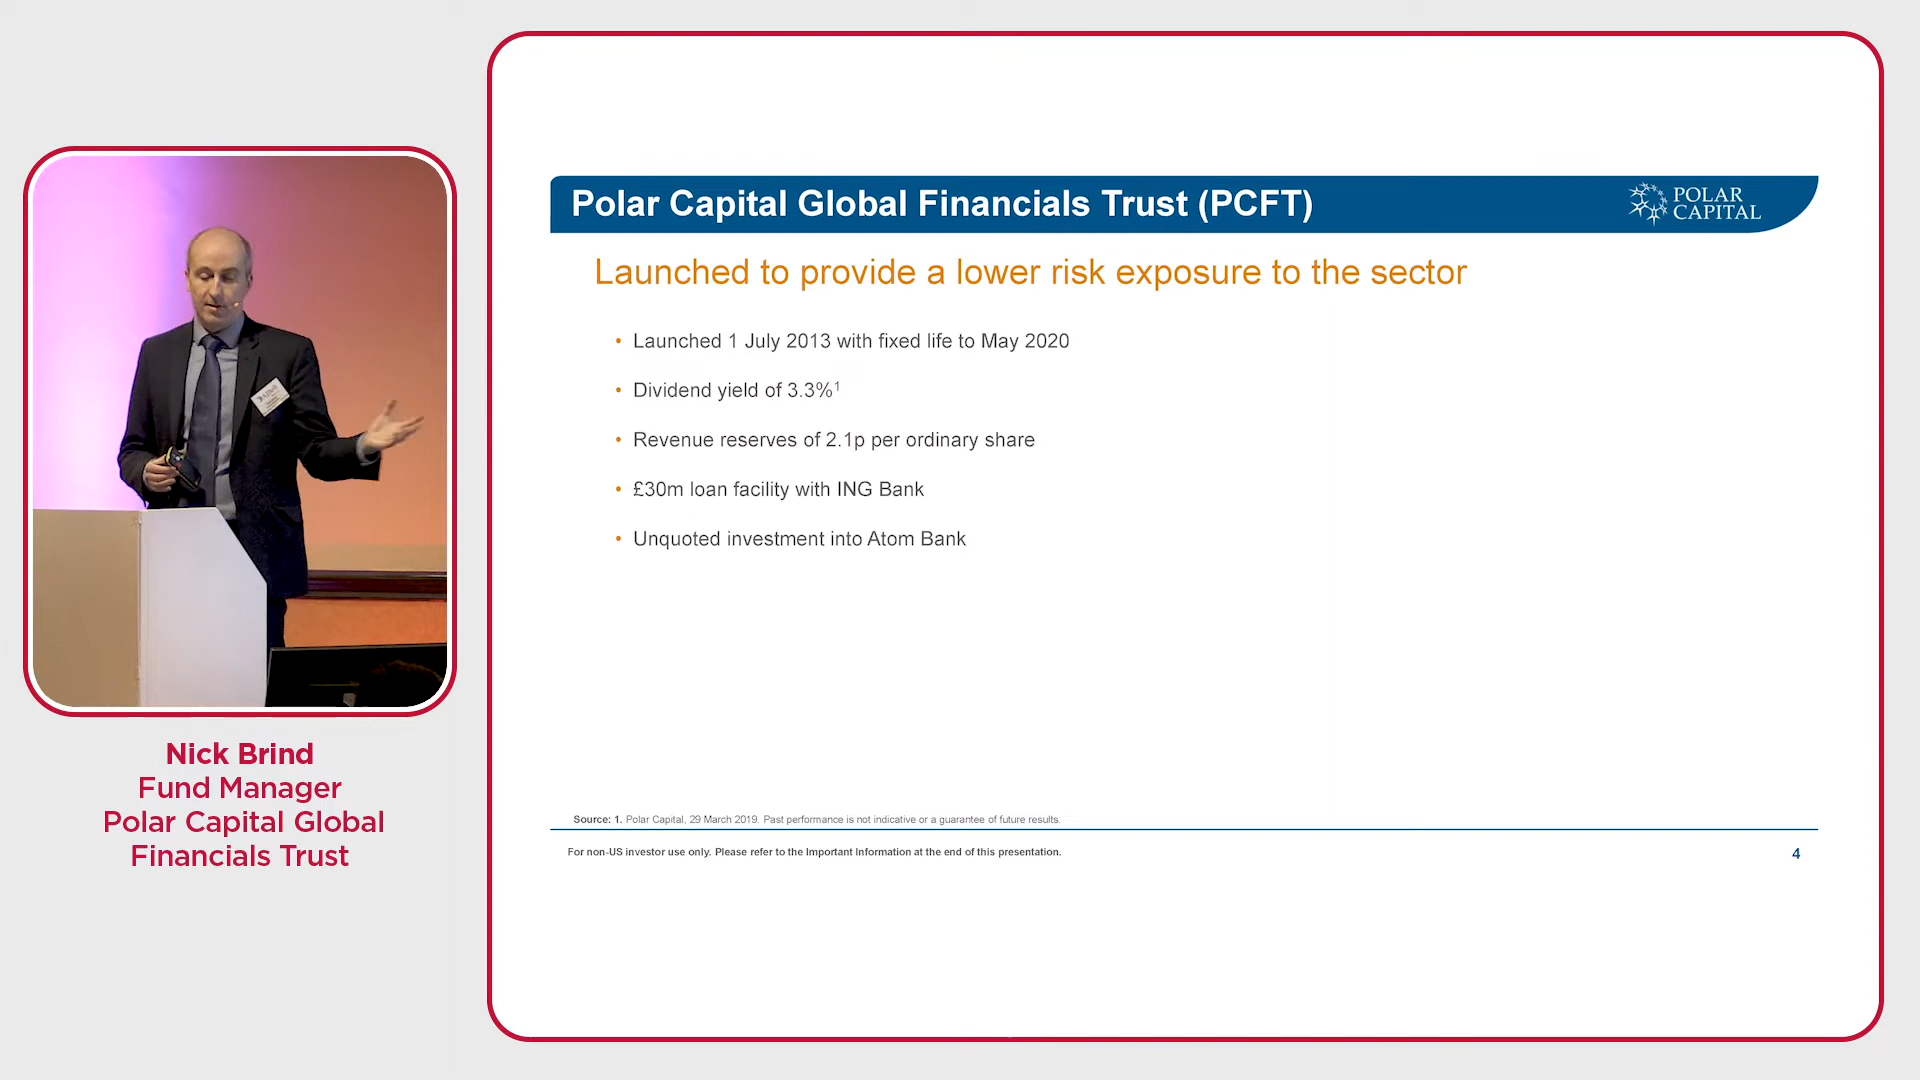 Polar Capital Global Financials Trust (PCFT)
POLAR
CAPITAL
Launched to provide a lower risk exposure to the sector
• Launched 1 July 2013 with fixed life to May 2020
• Dividend yield of 3.3%¹
• Revenue reserves of 2.1p per ordinary share
• £30m loan facility with ING Bank
• Unquoted investment into Atom Bank
Source: 1. Polar Capital, 29 March 2019. Past performance is not indicative or a guarantee of future results.
For non-US investor use only. Please refer to the Important Information at the end of this presentation.
4
Nick Brind
Fund Manager
Polar Capital Global
Financials Trust